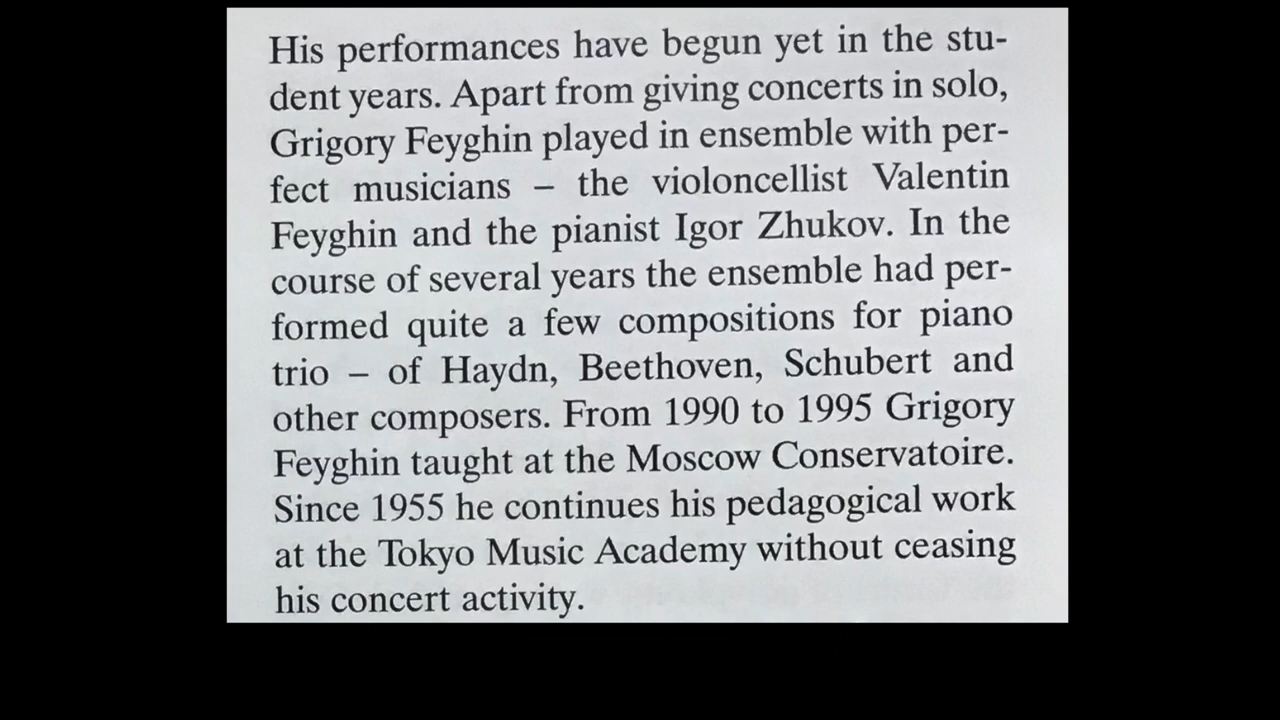 His performances have begun yet in the stu-
dent years. Apart from giving concerts in solo,
Grigory Feyghin played in ensemble with per-
fect musicians – the violoncellist Valentin
Feyghin and the pianist Igor Zhukov. In the
course of several years the ensemble had per-
formed quite a few compositions for piano
trio – of Haydn, Beethoven, Schubert and
other composers. From 1990 to 1995 Grigory
Feyghin taught at the Moscow Conservatoire.
Since 1955 he continues his pedagogical work
at the Tokyo Music Academy without ceasing
his concert activity.